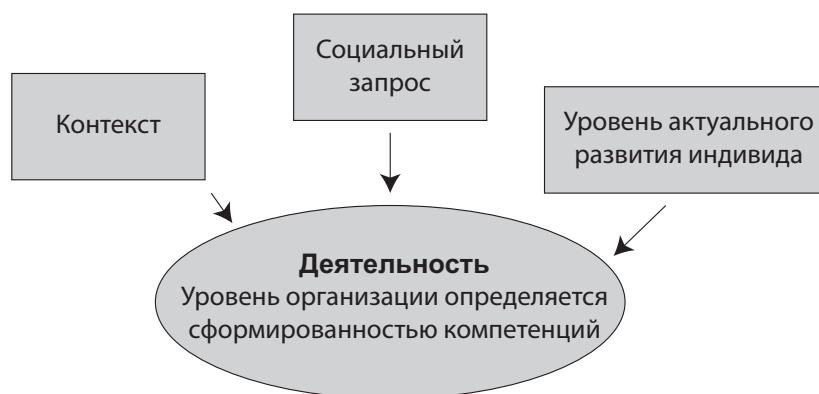 Социальный
запрос
Контекст
Уровень актуального
развития индивида
Деятельность
Уровень организации определяется
сформированностью компетенций